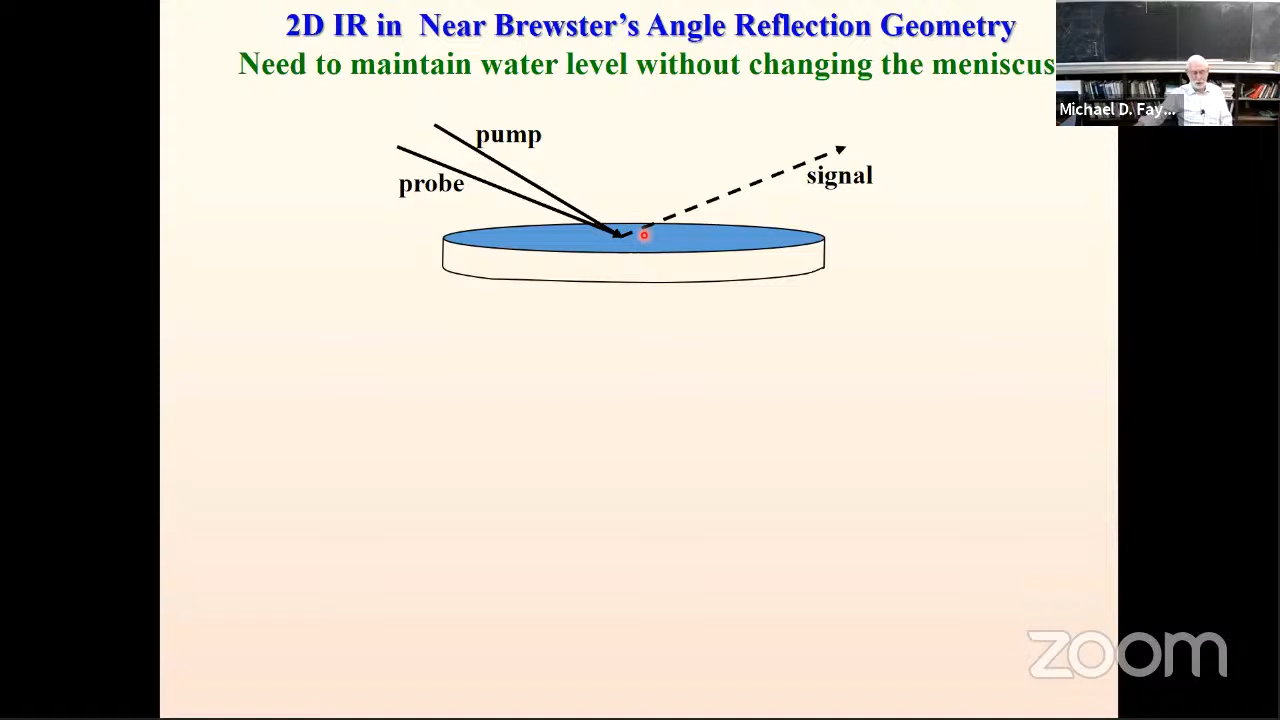 2D IR in Near Brewster's Angle Reflection Geometry
Need to maintain water level without changing the meniscus
Michael D. Fay...
pump
probe
signal
zoom